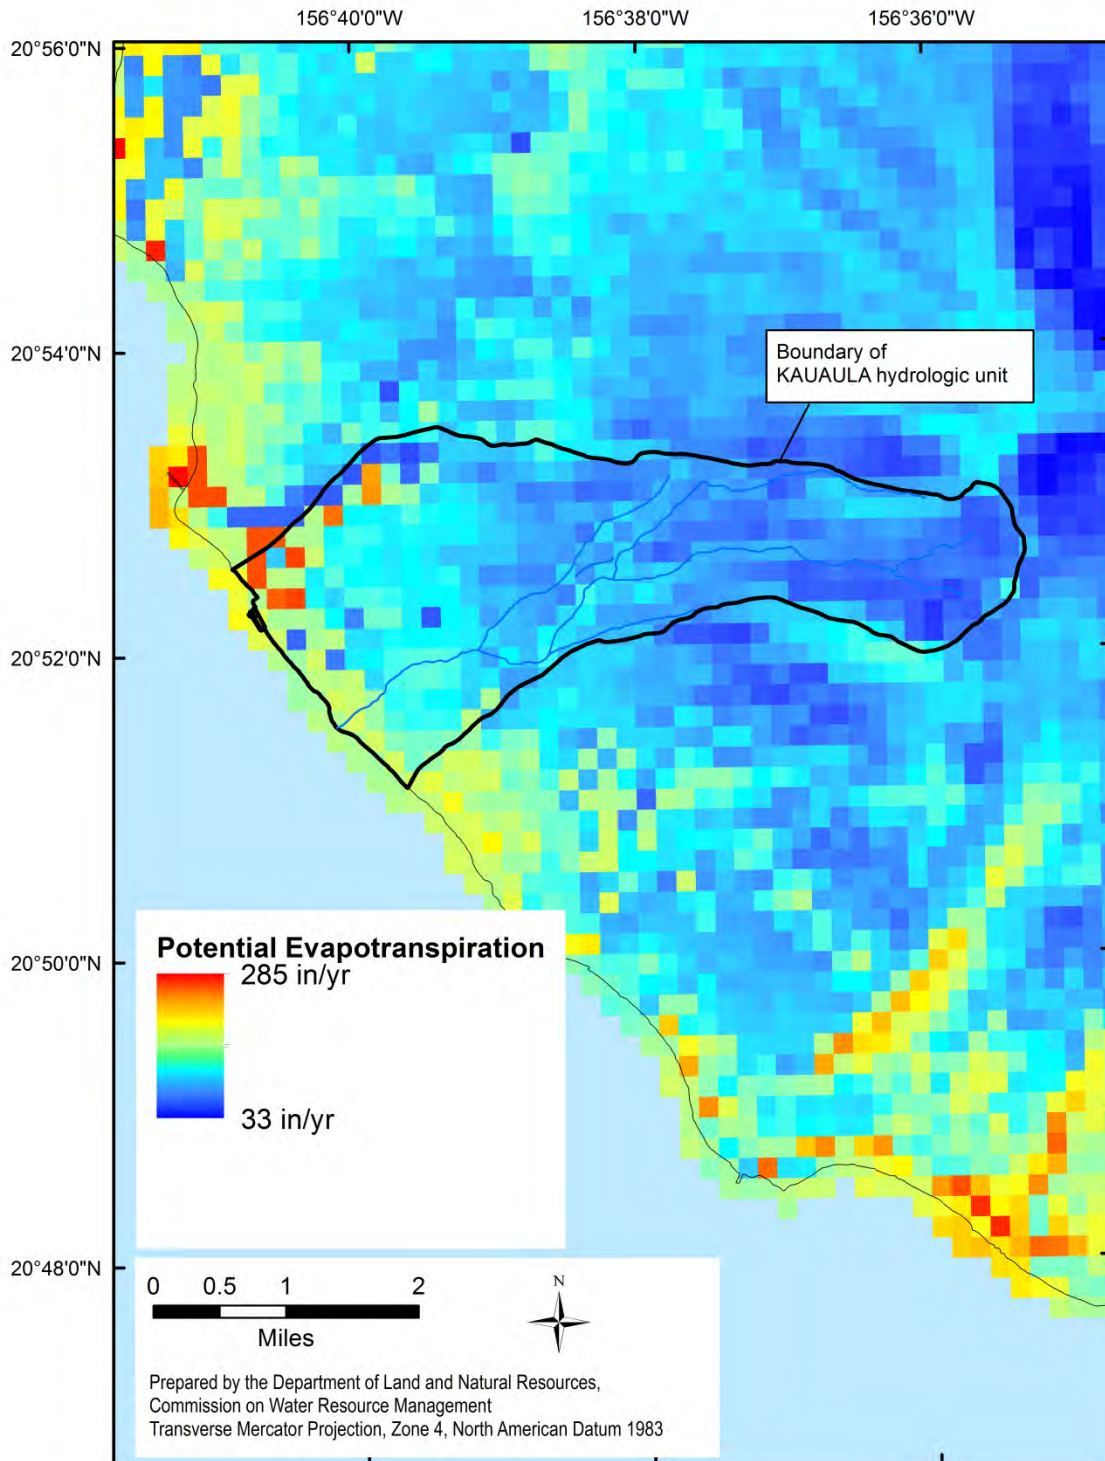 156°40'0"W 156°38'0"W 156°36'0"W
20°56'0"N
20°54'0"N
Boundary of
KAUAULA hydrologic unit
20°52'0"N
20°50'0"N
Potential Evapotranspiration
285 in/yr
33 in/yr
20°48'0"N
0 0.5 1 2
Miles
N
Prepared by the Department of Land and Natural Resources,
Commission on Water Resource Management
Transverse Mercator Projection, Zone 4, North American Datum 1983